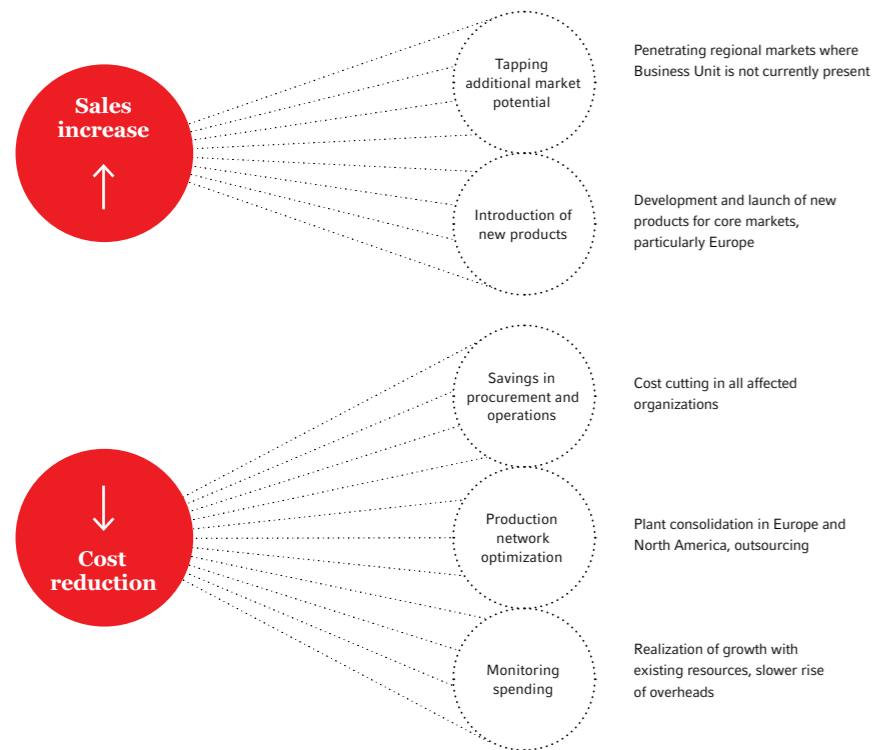 Sales
increase
Tapping
additional market
potential
Penetrating regional markets where
Business Unit is not currently present
Introduction of
new products
Development and launch of new
products for core markets,
particularly Europe
Cost
reduction
Savings in
procurement and
operations
Cost cutting in all affected
organizations
Production
network
optimization
Plant consolidation in Europe and
North America, outsourcing
Monitoring
spending
Realization of growth with
existing resources, slower rise
of overheads